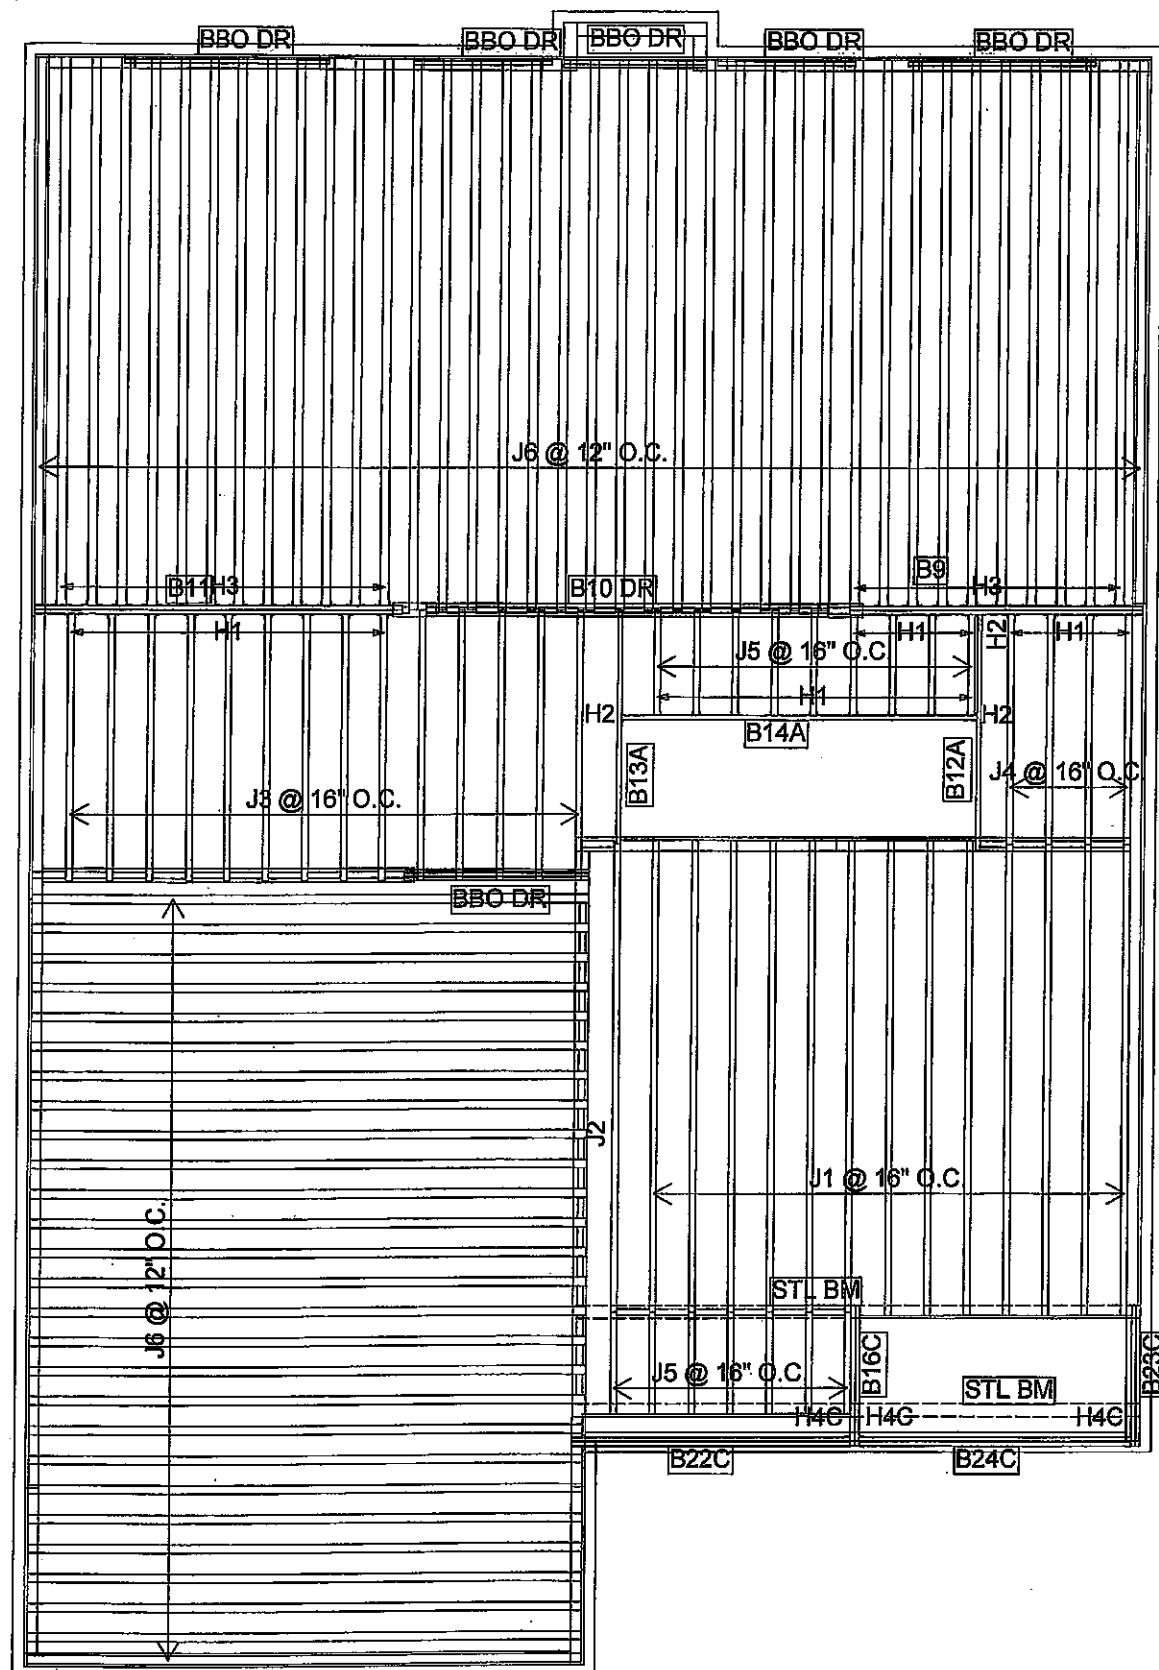 BBO DR
BBO DR
BBO DR
BBO DR
BBO DR
J6 @ 12" O.C.
B11
H3
B10 DR
B9
H3
H1
J5 @ 16" O.C.
H1
H2
H1
H1
H2
B14A
H2
B13A
B12A
J3 @ 16" O.C.
J4 @ 16" O.C.
BBO DR
J2
J1 @ 16" O.C.
J6 @ 12" O.C.
STL BM
J5 @ 16" O.C.
B16C
STL BM
B23C
H4C
H4C
H4C
B22C
B24C